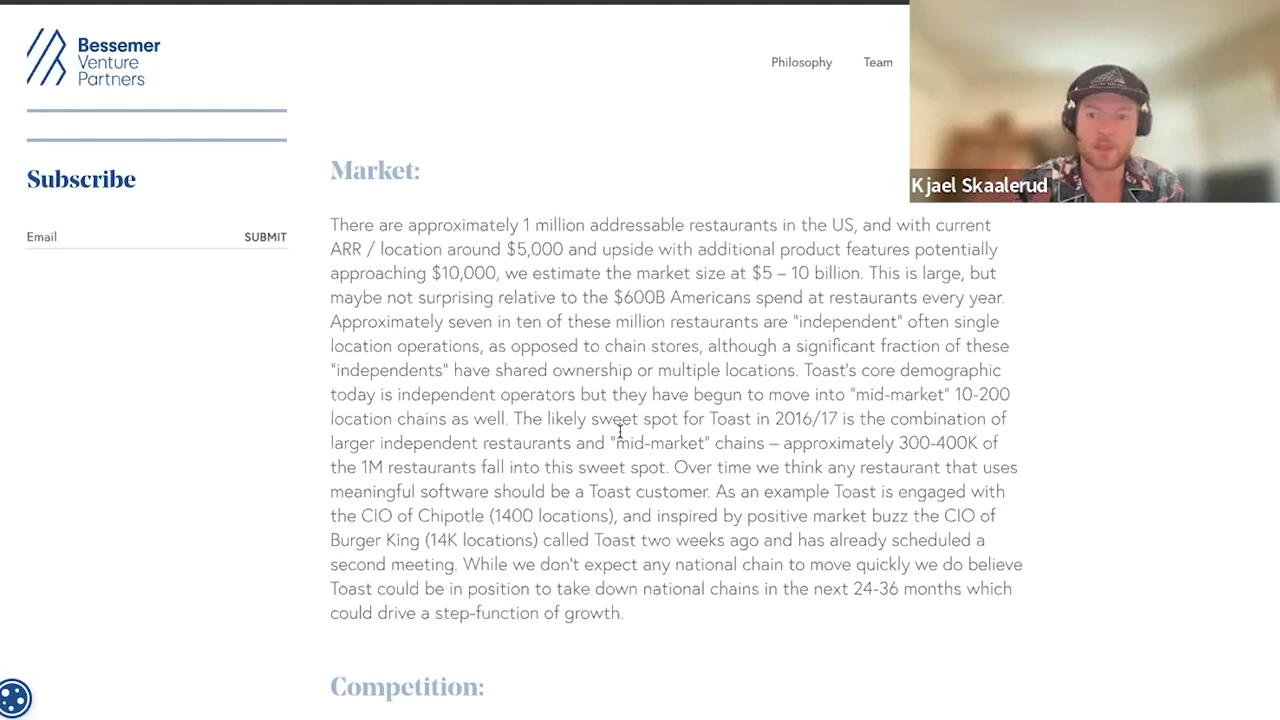 Bessemer
Venture
Partners
Philosophy
Team
Kjael Skaalerud
Subscribe
Email
SUBMIT
Market:
There are approximately 1 million addressable restaurants in the US, and with current
ARR / location around $5,000 and upside with additional product features potentially
approaching $10,000, we estimate the market size at $5 – 10 billion. This is large, but
maybe not surprising relative to the $600B Americans spend at restaurants every year.
Approximately seven in ten of these million restaurants are "independent" often single
location operations, as opposed to chain stores, although a significant fraction of these
"independents" have shared ownership or multiple locations. Toast's core demographic
today is independent operators but they have begun to move into "mid-market" 10-200
location chains as well. The likely sweet spot for Toast in 2016/17 is the combination of
larger independent restaurants and "mid-market" chains – approximately 300-400K of
the 1M restaurants fall into this sweet spot. Over time we think any restaurant that uses
meaningful software should be a Toast customer. As an example Toast is engaged with
the CIO of Chipotle (1400 locations), and inspired by positive market buzz the CIO of
Burger King (14K locations) called Toast two weeks ago and has already scheduled a
second meeting. While we don't expect any national chain to move quickly we do believe
Toast could be in position to take down national chains in the next 24-36 months which
could drive a step-function of growth.
Competition: